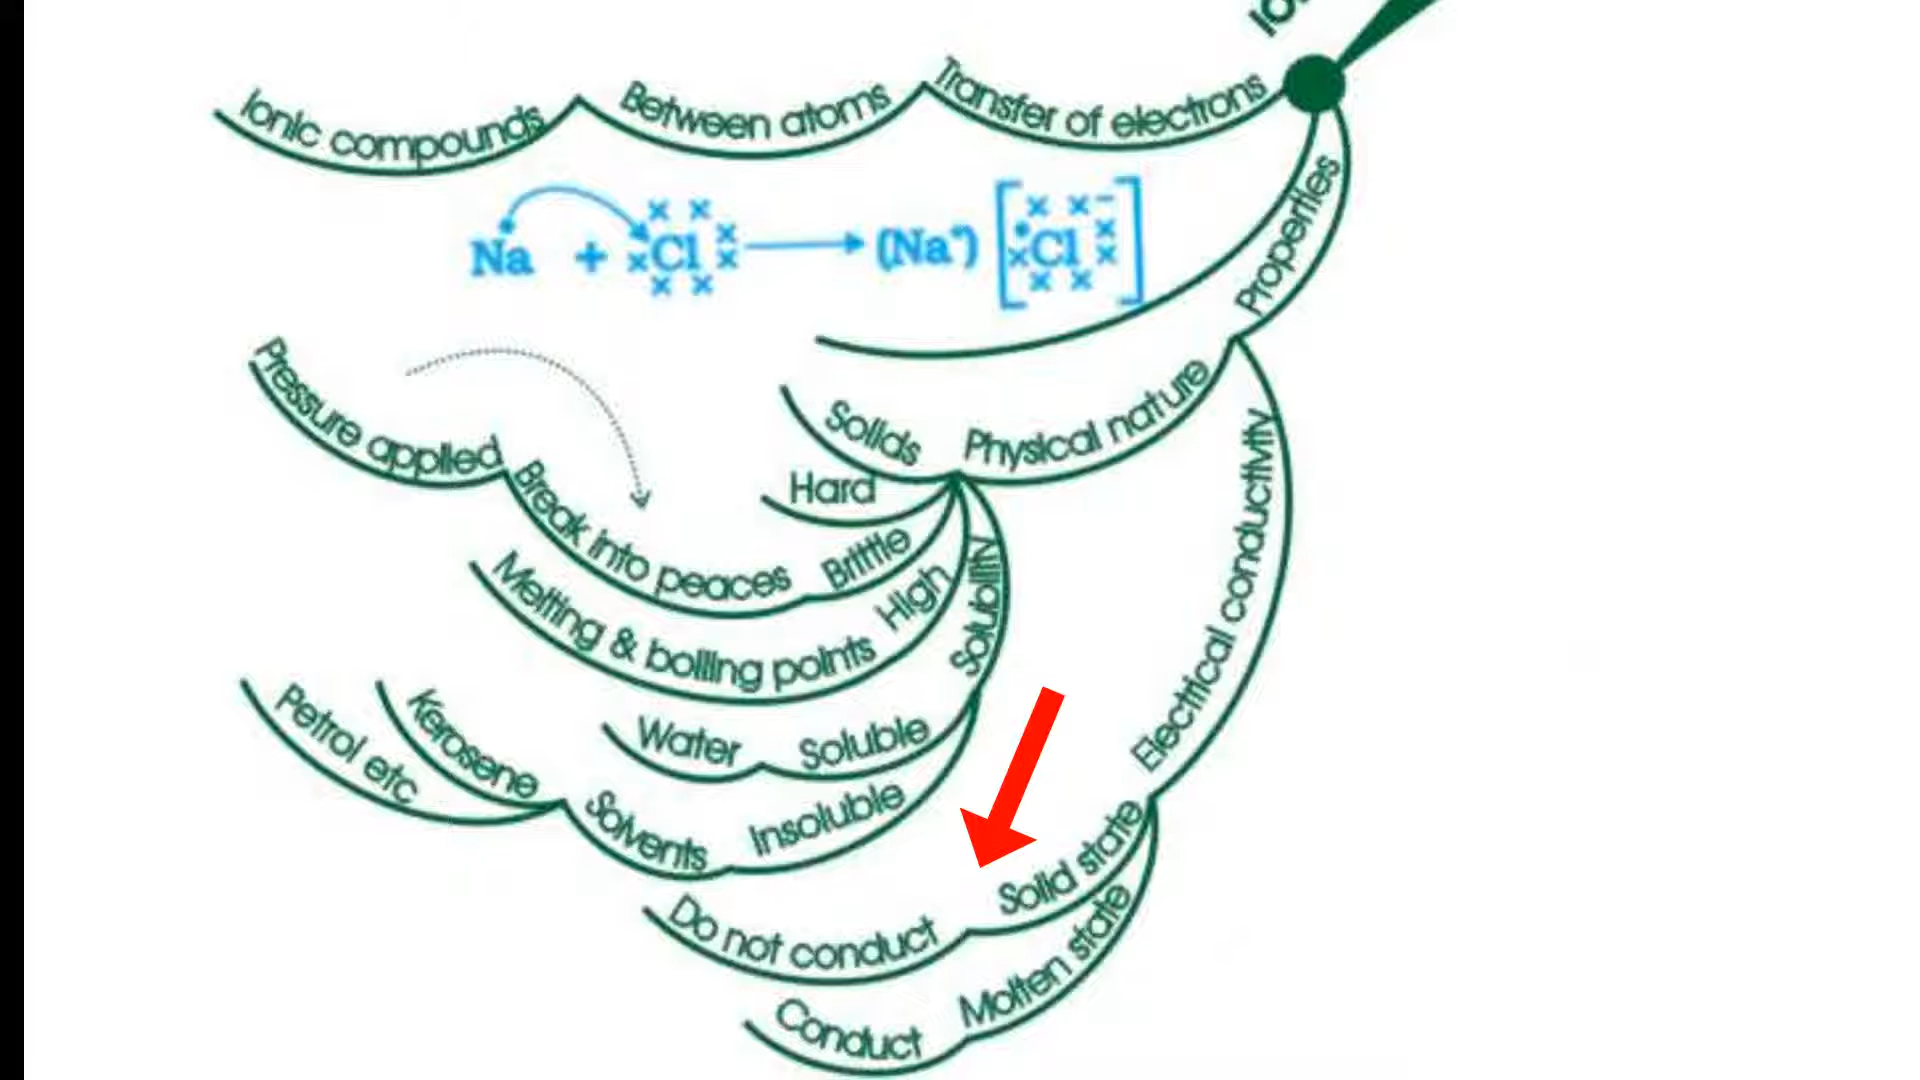 Transfer of electrons
Between atoms
Ionic compounds
Na + Cl (Na⁺) [Cl]⁻
Properties
Physical nature
Solids
Hard
Brittle
Break into peaces
Pressure applied
High
Melting & boiling points
Solubility
Soluble
Water
Insoluble
Solvents
Kerosene
Petrol etc
Electrical conductivity
Solid state
Do not conduct
Molten state
Conduct